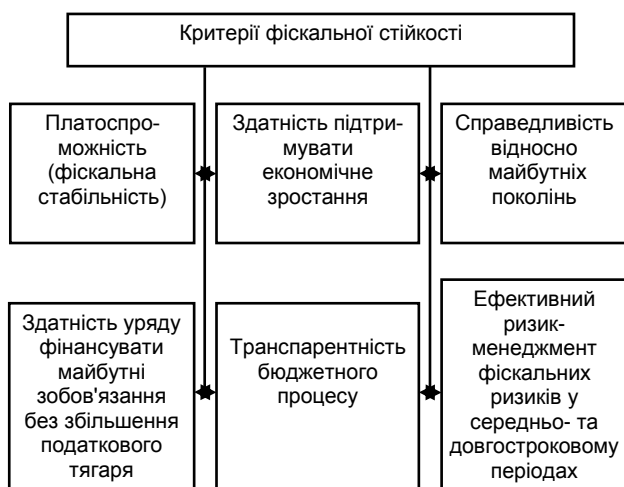 Критерії фіскальної стійкості
Платоспро-
можність
(фіскальна
стабільність)
Здатність підтри-
мувати
економічне
зростання
Справедливість
відносно
майбутніх
поколінь
Здатність уряду
фінансувати
майбутні
зобов'язання
без збільшення
податкового
тягаря
Транспарентність
бюджетного
процесу
Ефективний
ризик-
менеджмент
фіскальних
ризиків у
середньо- та
довгостроковому
періодах